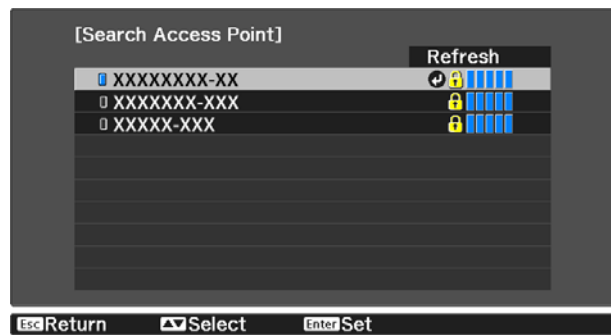 [Search Access Point]
Refresh
XXXXXXXX-XX
XXXXXXX-XXX
XXXXX-XXX
Esc Return Select Enter Set